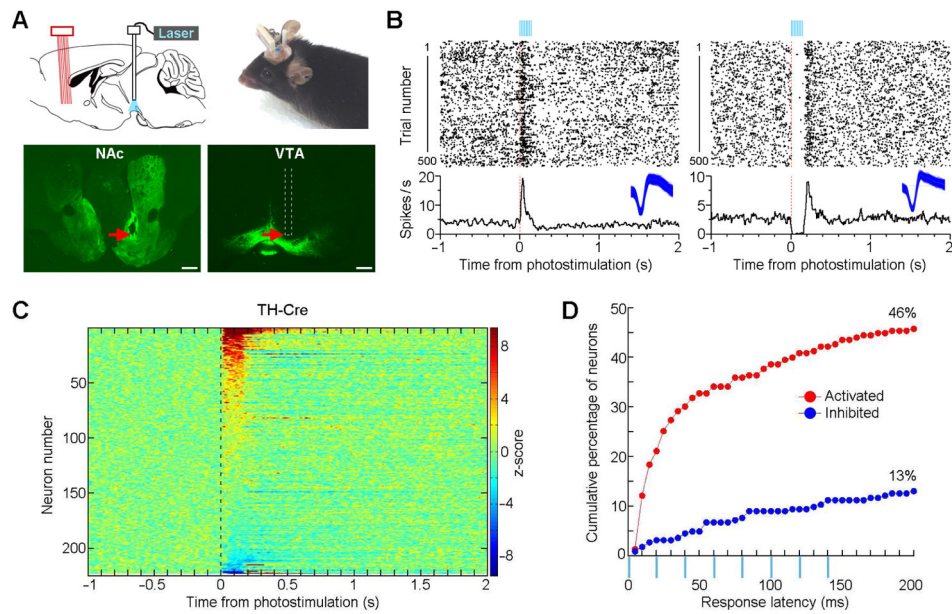 A
Laser
NAc
VTA
B
1
Trial number
500
20
15
10
5
0
Spikes/s
-1
0
1
2
Time from photostimulation (s)
1
500
10
5
0
-1
0
1
2
Time from photostimulation (s)
C
TH-Cre
Neuron number
50
100
150
200
-1
-0.5
0
0.5
1
1.5
2
Time from photostimulation (s)
8
4
0
-4
-8
z-score
D
Cumulative percentage of neurons
50
40
30
20
10
0
46%
Activated
Inhibited
13%
0
50
100
150
200
Response latency (ms)